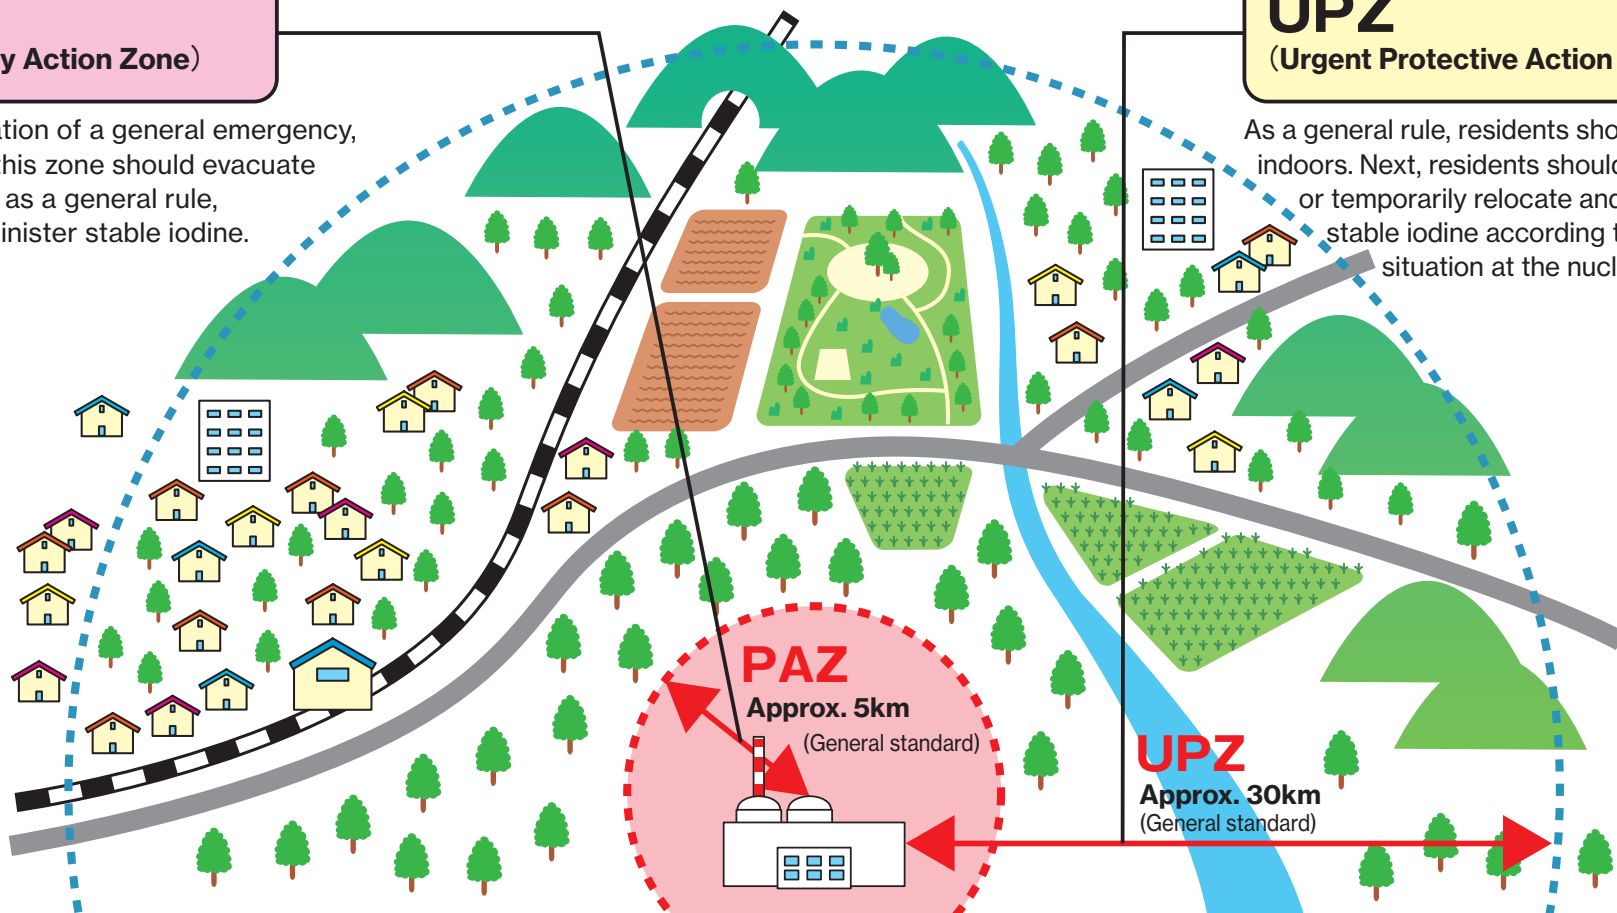 y Action Zone）
ation of a general emergency,
this zone should evacuate
as a general rule,
inister stable iodine.
UPZ
（Urgent Protective Action
As a general rule, residents sho
indoors. Next, residents should
or temporarily relocate and
stable iodine according t
situation at the nucl
PAZ
Approx. 5km
(General standard)
UPZ
Approx. 30km
(General standard)